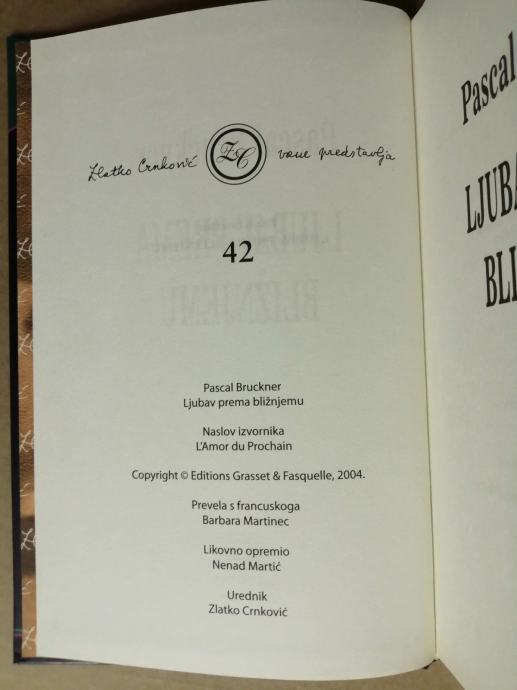 Zlatko Crnković ZC vam predstavlja
42
Pascal Bruckner
Ljubav prema bližnjemu
Naslov izvornika
L'Amor du Prochain
Copyright © Editions Grasset & Fasquelle, 2004.
Prevela s francuskoga
Barbara Martinec
Likovno opremio
Nenad Martić
Urednik
Zlatko Crnković
Pascal
LJUBA
BLI